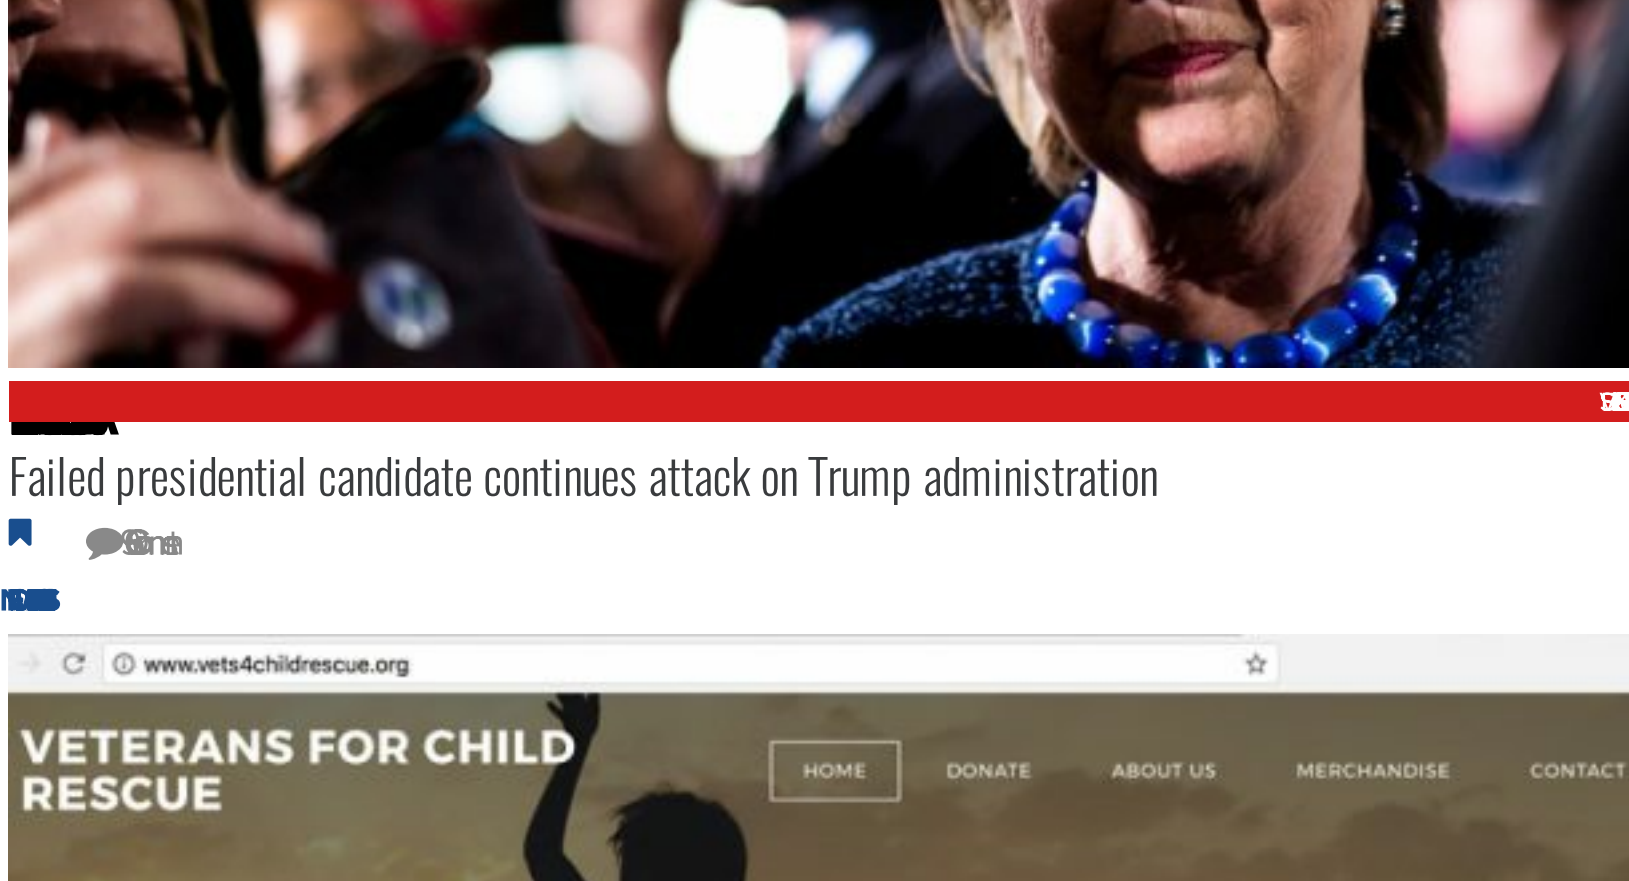 Failed presidential candidate continues attack on Trump administration
www.vets4childrescue.org
VETERANS FOR CHILD
RESCUE
HOME DONATE ABOUT US MERCHANDISE CONTACT